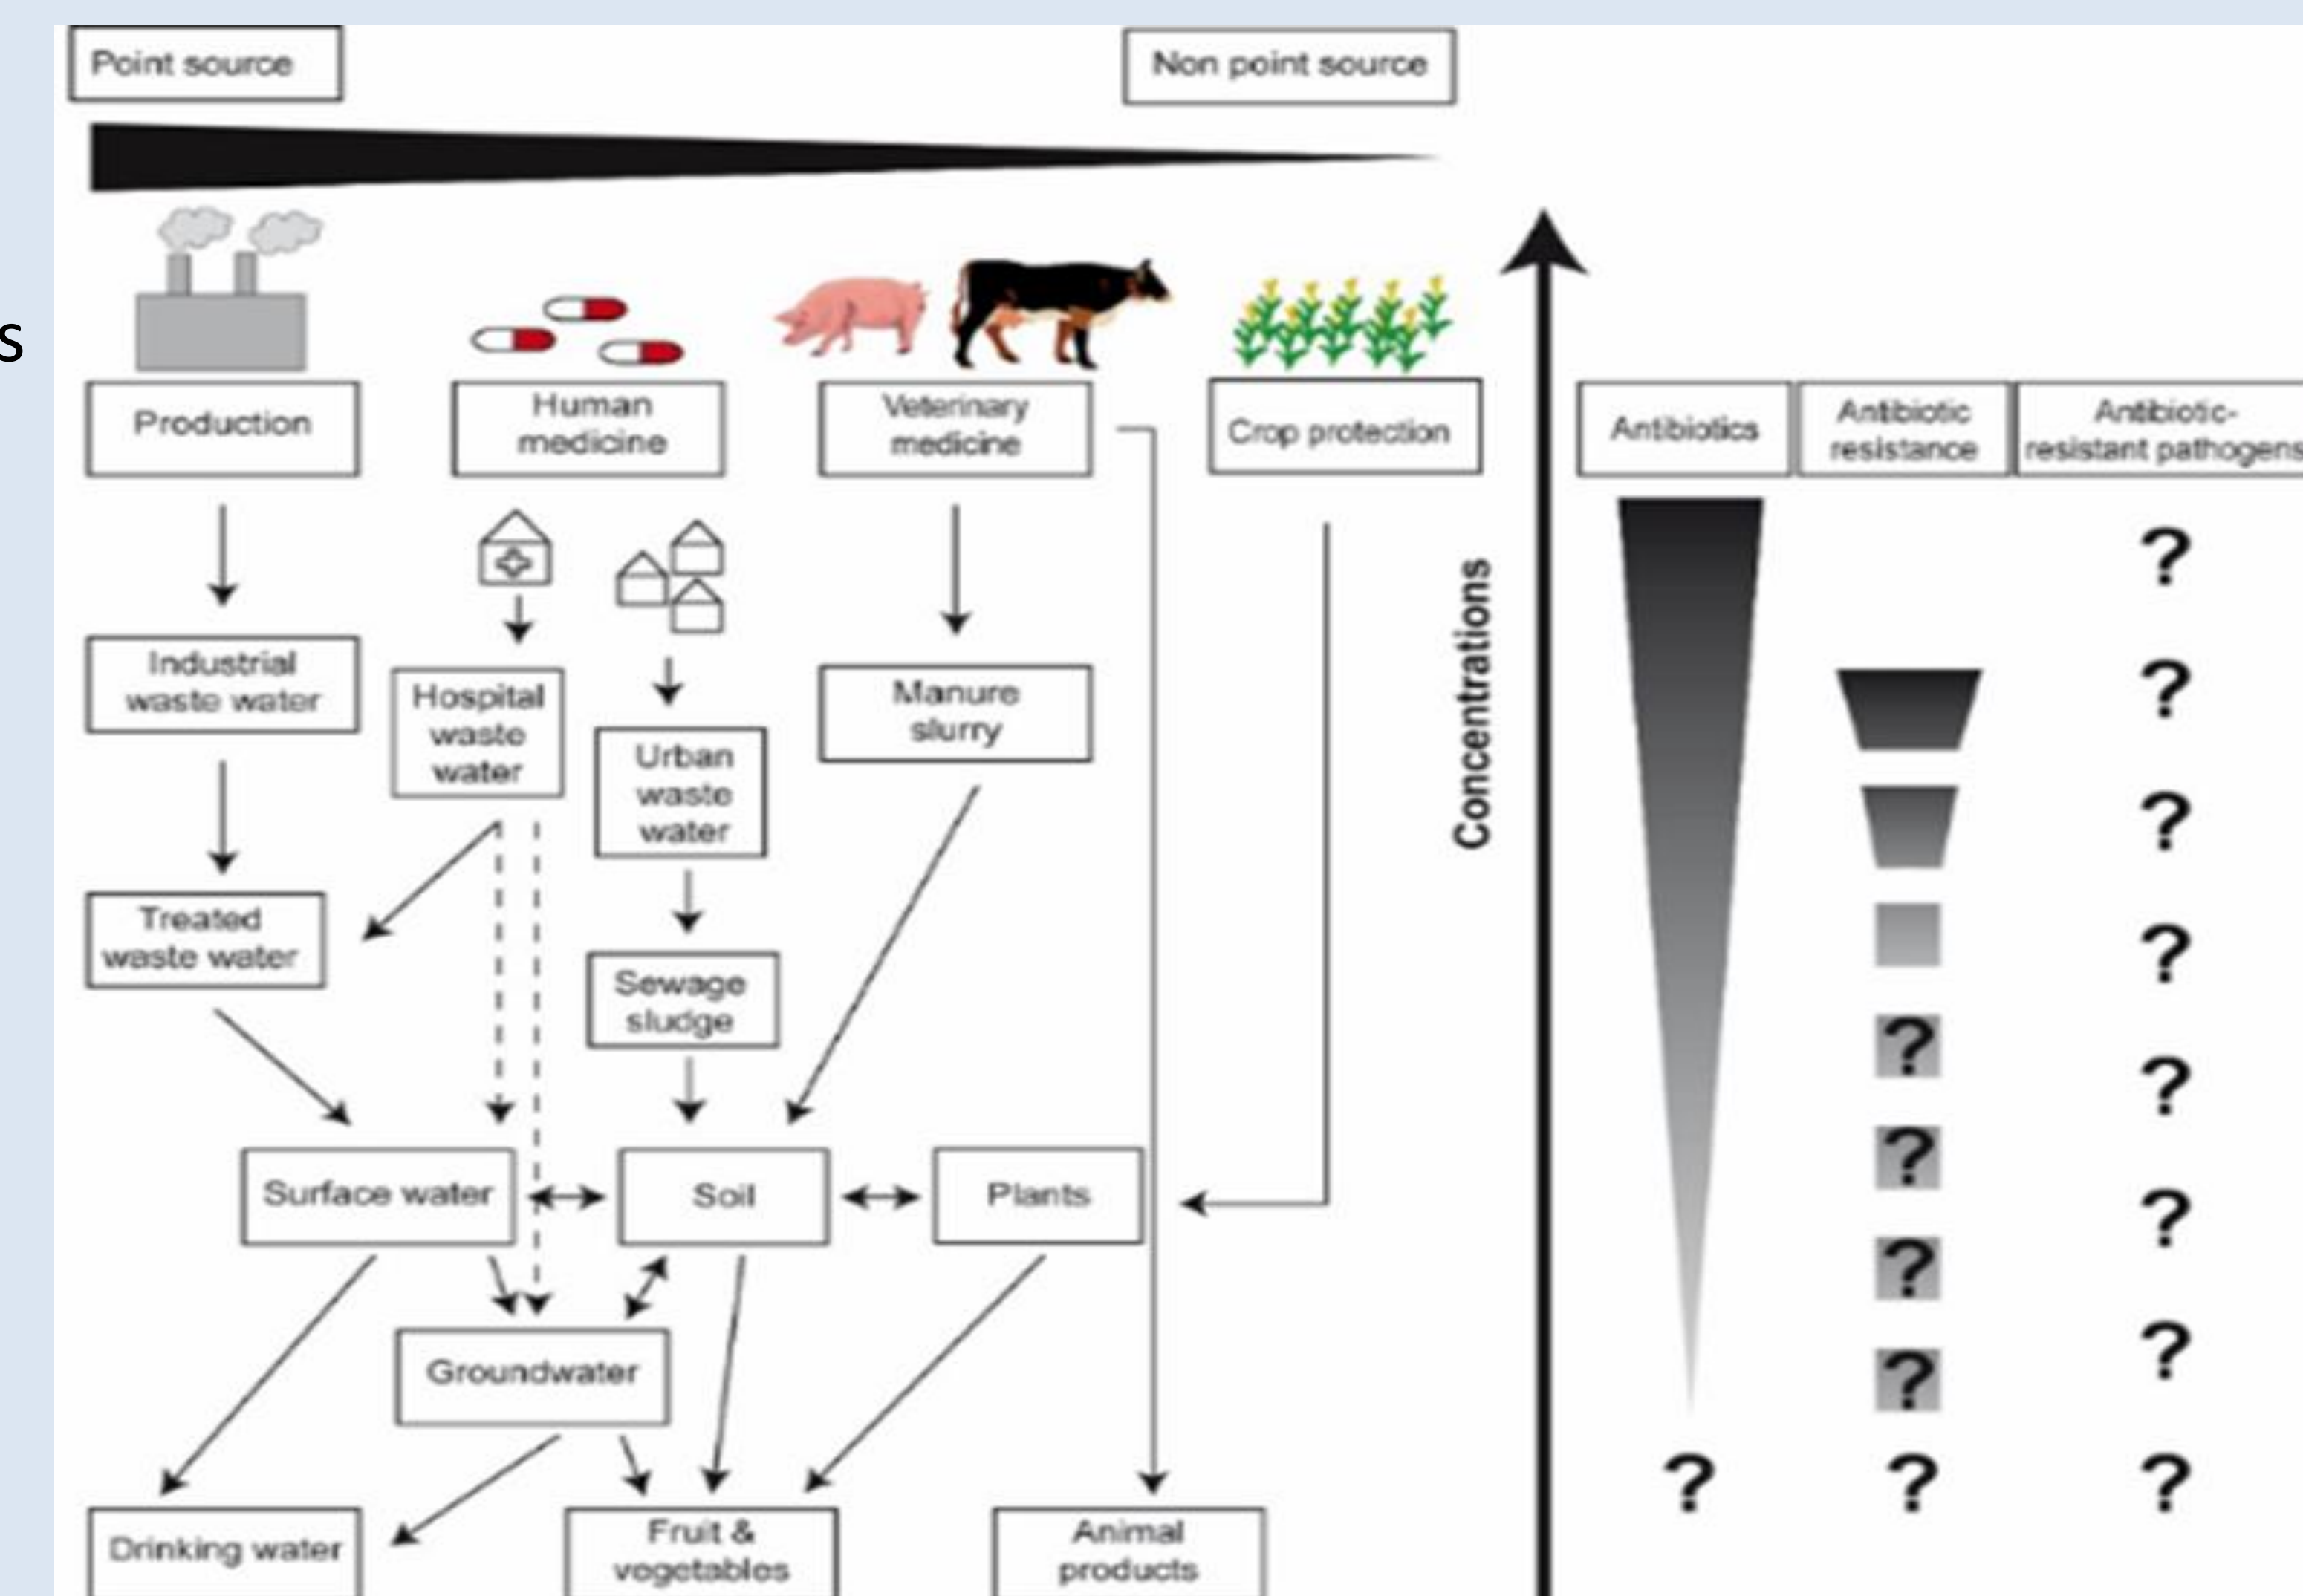 Point source
Non point source
s
Production
Human
medicine
Veterinary
medicine
Crop protection
Antibiotics
Antibiotic
resistance
Antibiotic-
resistant pathogens
Concentrations
?
Industrial
waste water
Hospital
waste
water
Urban
waste
water
Manure
slurry
?
?
Treated
waste water
Sewage
sludge
?
?
?
Surface water
Soil
Plants
?
?
Groundwater
?
?
?
?
Drinking water
Fruit &
vegetables
Animal
products
?
?
?